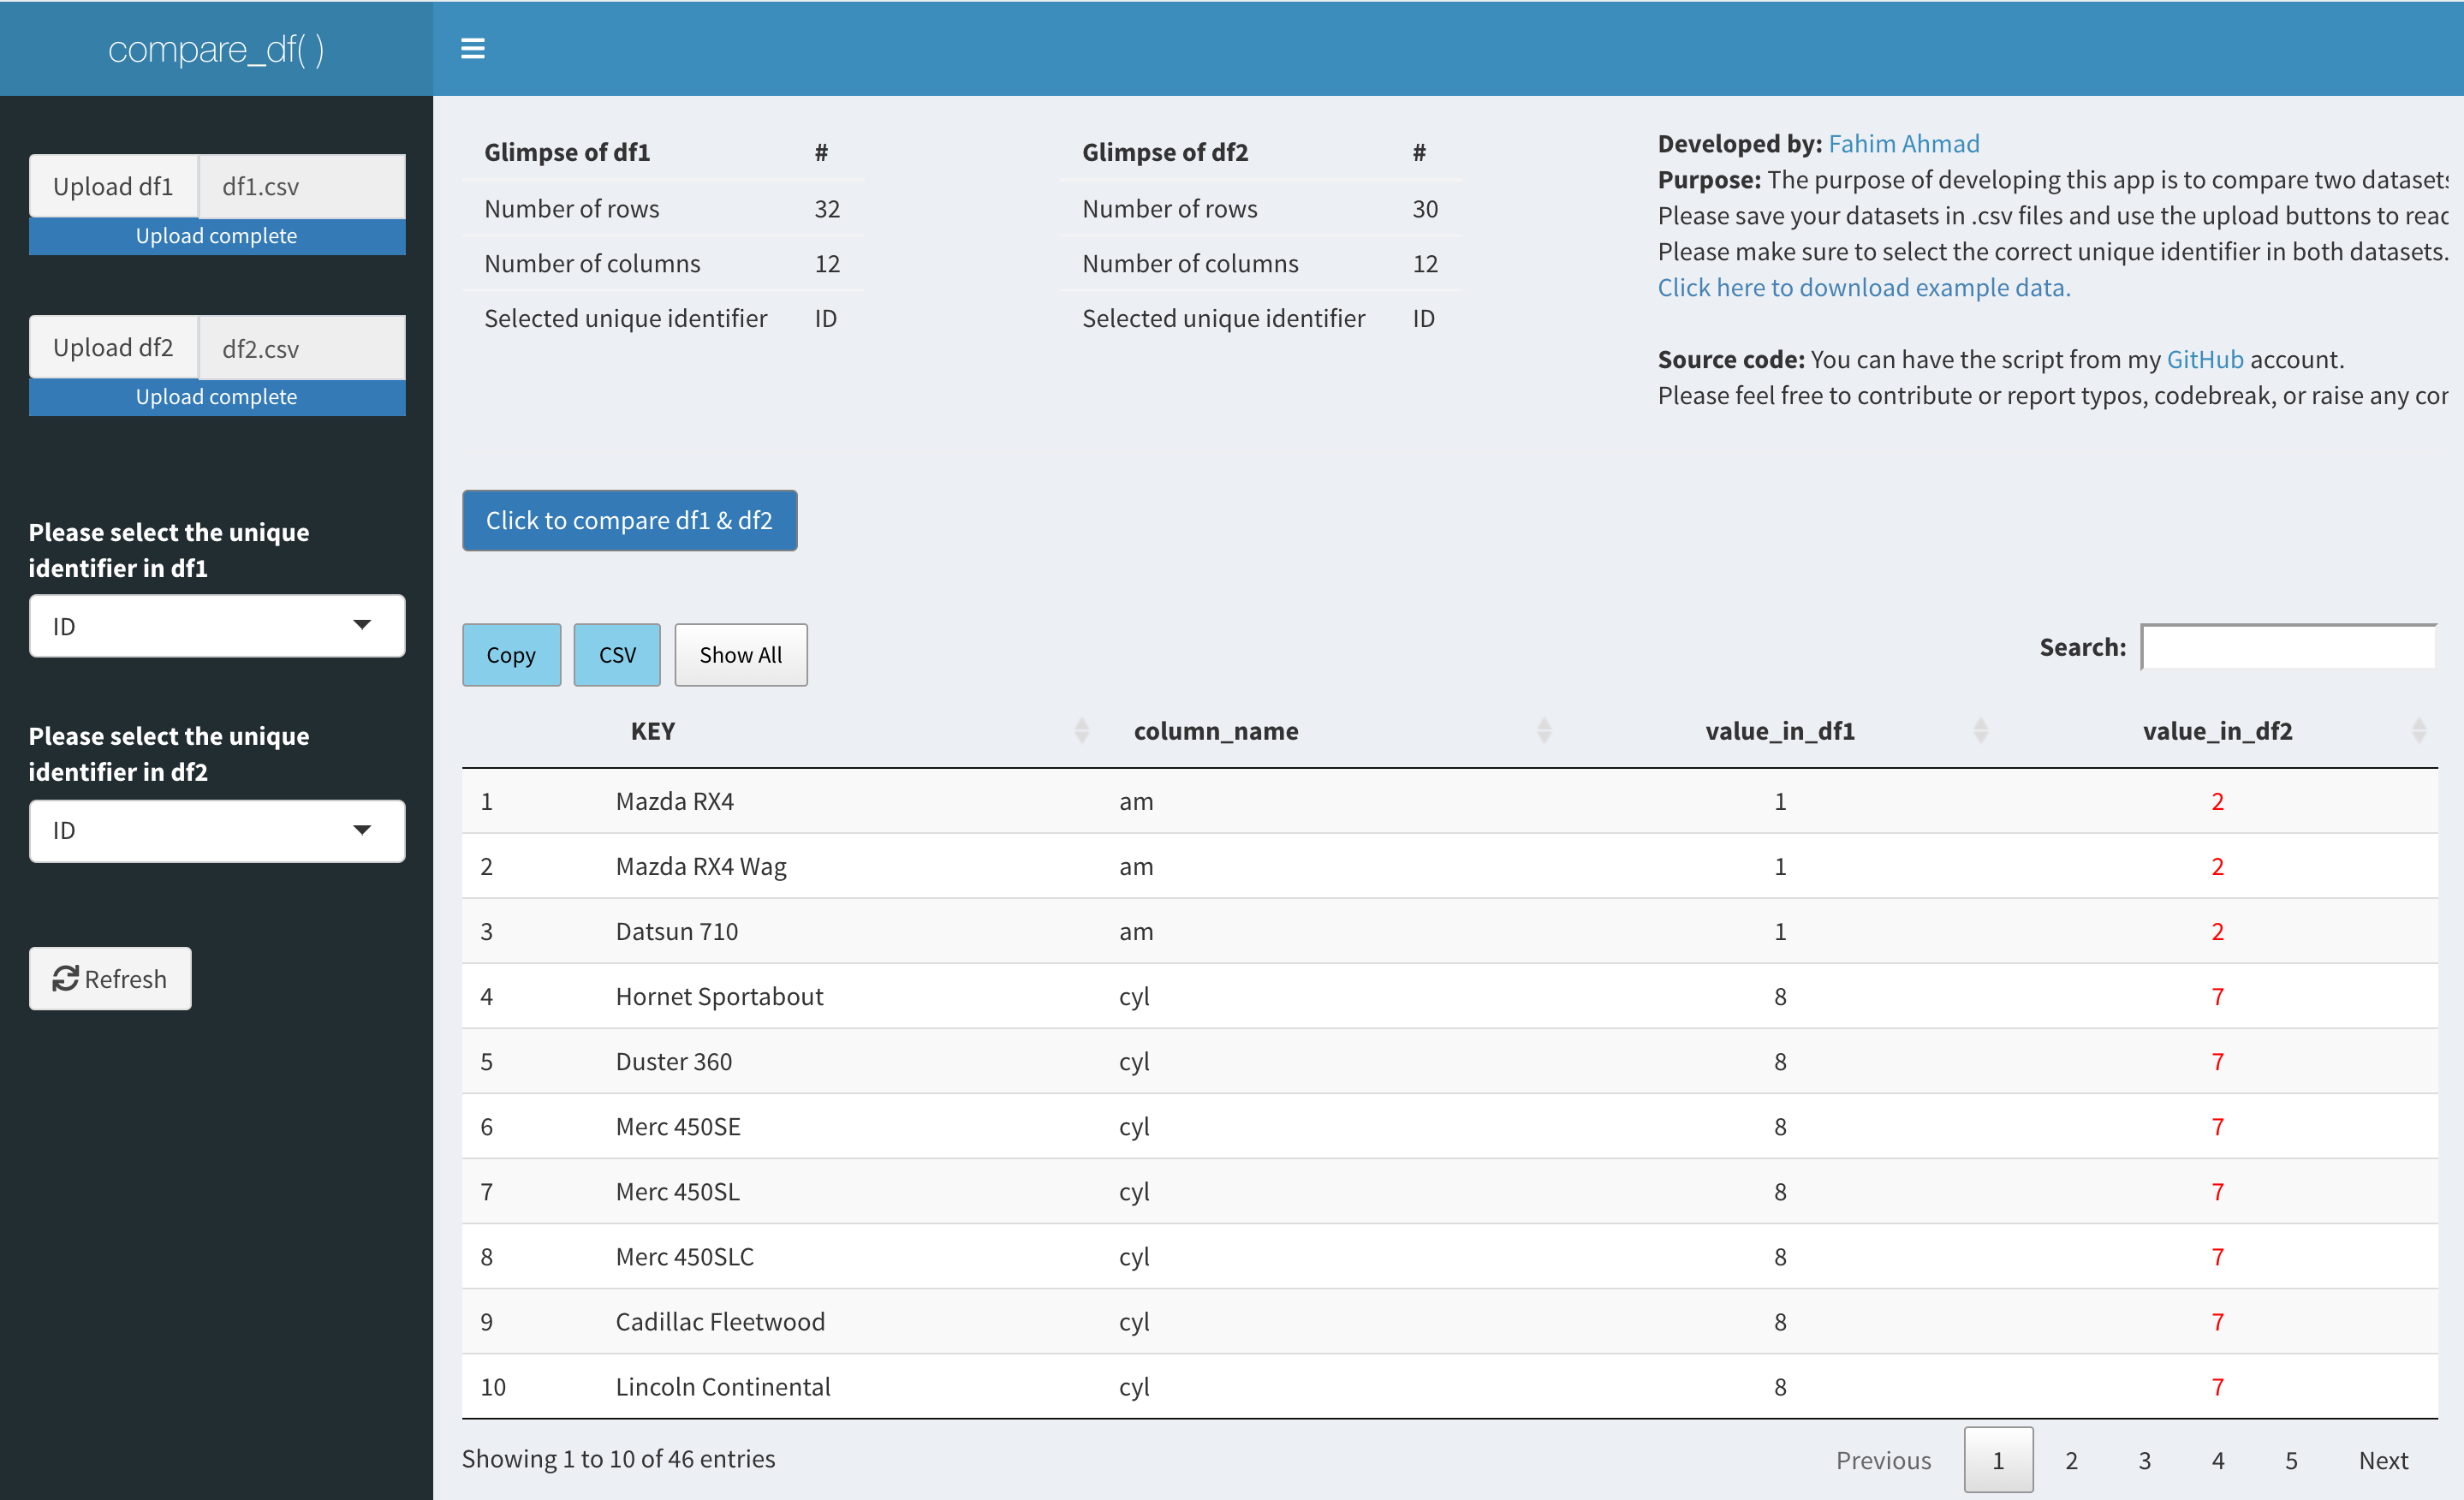 compare_df( )
Upload df1 df1.csv
Upload complete
Upload df2 df2.csv
Upload complete
Please select the unique
identifier in df1
ID
Please select the unique
identifier in df2
ID
Refresh
Glimpse of df1 #
Number of rows 32
Number of columns 12
Selected unique identifier ID
Glimpse of df2 #
Number of rows 30
Number of columns 12
Selected unique identifier ID
Developed by: Fahim Ahmad
Purpose: The purpose of developing this app is to compare two datasets
Please save your datasets in .csv files and use the upload buttons to
Please make sure to select the correct unique identifier in both datasets.
Click here to download example data.
Source code: You can have the script from my GitHub account.
Please feel free to contribute or report typos, codebreak, or raise any
Click to compare df1 & df2
Copy CSV Show All
Search:
KEY column_name value_in_df1 value_in_df2
1 Mazda RX4 am 1 2
2 Mazda RX4 Wag am 1 2
3 Datsun 710 am 1 2
4 Hornet Sportabout cyl 8 7
5 Duster 360 cyl 8 7
6 Merc 450SE cyl 8 7
7 Merc 450SL cyl 8 7
8 Merc 450SLC cyl 8 7
9 Cadillac Fleetwood cyl 8 7
10 Lincoln Continental cyl 8 7
Showing 1 to 10 of 46 entries
Previous 1 2 3 4 5 Next